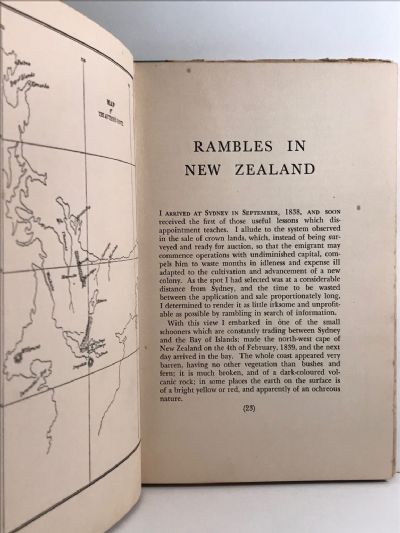 MAP
of
THE AUTHOR'S ROUTE
RAMBLES IN
NEW ZEALAND
I ARRIVED AT SYDNEY IN SEPTEMBER, 1838, AND SOON
received the first of those useful lessons which dis-
appointment teaches. I allude to the system observed
in the sale of crown lands, which, instead of being sur-
veyed and ready for auction, so that the emigrant may
commence operations with undiminished capital, com-
pels him to waste months in idleness and expense ill
adapted to the cultivation and advancement of a new
colony. As the spot I had selected was at a considerable
distance from Sydney, and the time to be wasted
between the application and sale proportionately long,
I determined to render it as little irksome and unprofit-
able as possible by rambling in search of information.
With this view I embarked in one of the small
schooners which are constantly trading between Sydney
and the Bay of Islands; made the north-west cape of
New Zealand on the 4th of February, 1839, and the next
day arrived in the bay. The whole coast appeared very
barren, having no other vegetation than bushes and
fern; it is much broken, and of a dark-coloured vol-
canic rock; in some places the earth on the surface is
of a bright yellow or red, and apparently of an ochreous
nature.
(23)